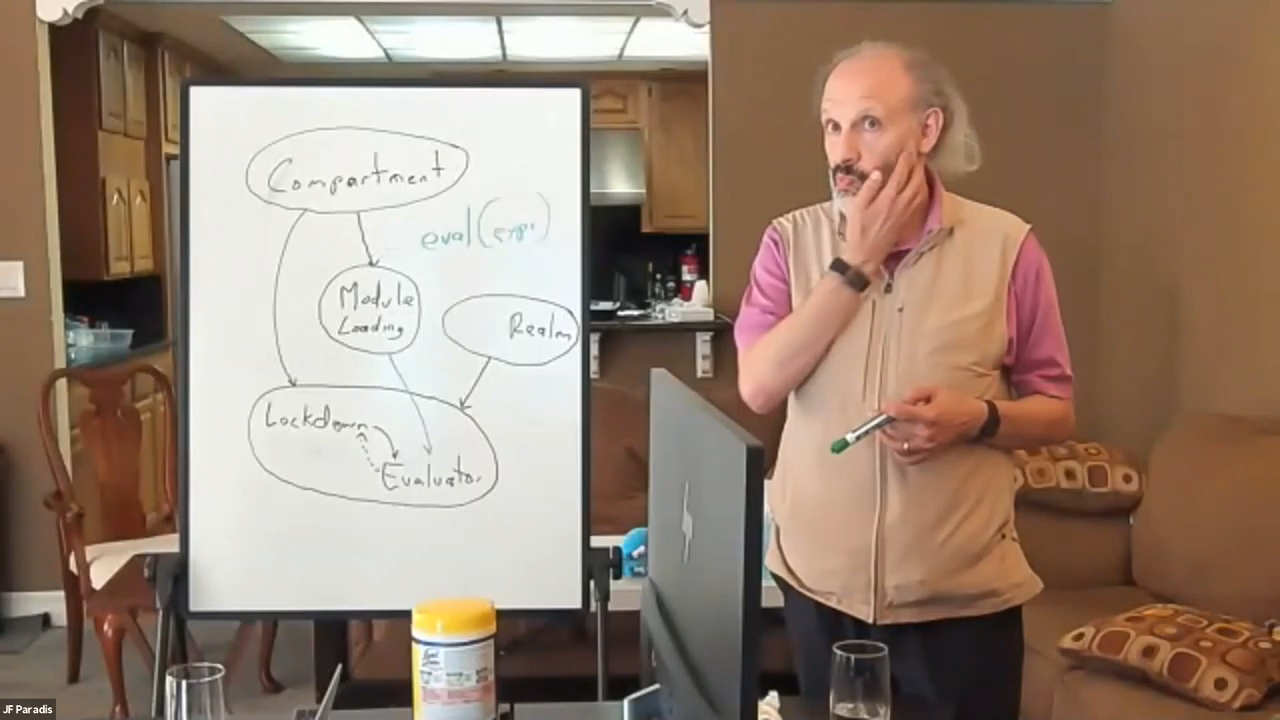 Compartment
eval(expr)
Module
Loading
Realm
Lockdown
Evaluator
JF Paradis